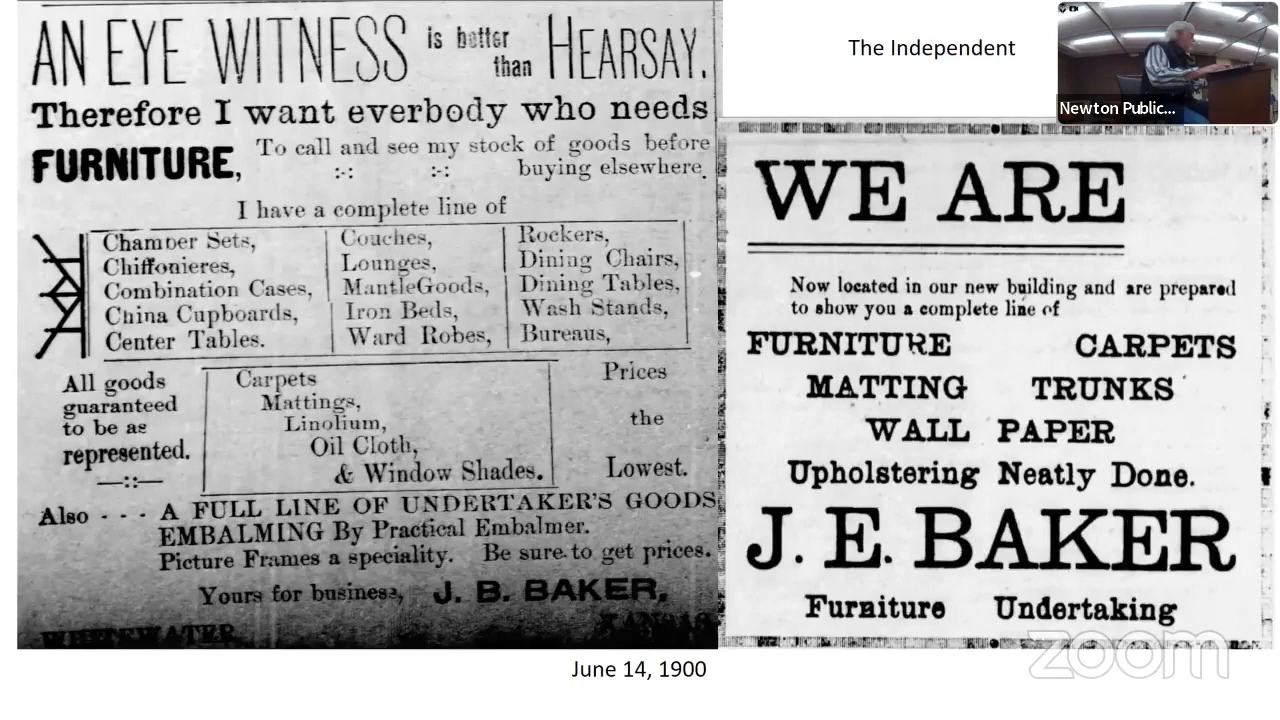 AN EYE WITNESS is better than HEARSAY.
Therefore I want everbody who needs
FURNITURE, To call and see my stock of goods before
:-: :-: buying elsewhere.
I have a complete line of
Chamber Sets,
Chiffonieres,
Combination Cases,
China Cupboards,
Center Tables.
Couches,
Lounges,
MantleGoods,
Iron Beds,
Ward Robes,
Rockers,
Dining Chairs,
Dining Tables,
Wash Stands,
Bureaus,
All goods
guaranteed
to be as
represented.
—::—
Carpets
Mattings,
Linolium,
Oil Cloth,
& Window Shades.
Prices
the
Lowest.
Also - - - A FULL LINE OF UNDERTAKER'S GOODS
EMBALMING By Practical Embalmer.
Picture Frames a speciality. Be sure to get prices.
Yours for business, J. B. BAKER,
WHITEWATER KANSAS
June 14, 1900
The Independent
Newton Public...
WE ARE
Now located in our new building and are prepared
to show you a complete line of
FURNITURE CARPETS
MATTING TRUNKS
WALL PAPER
Upholstering Neatly Done.
J. E. BAKER
Furniture Undertaking
zoom